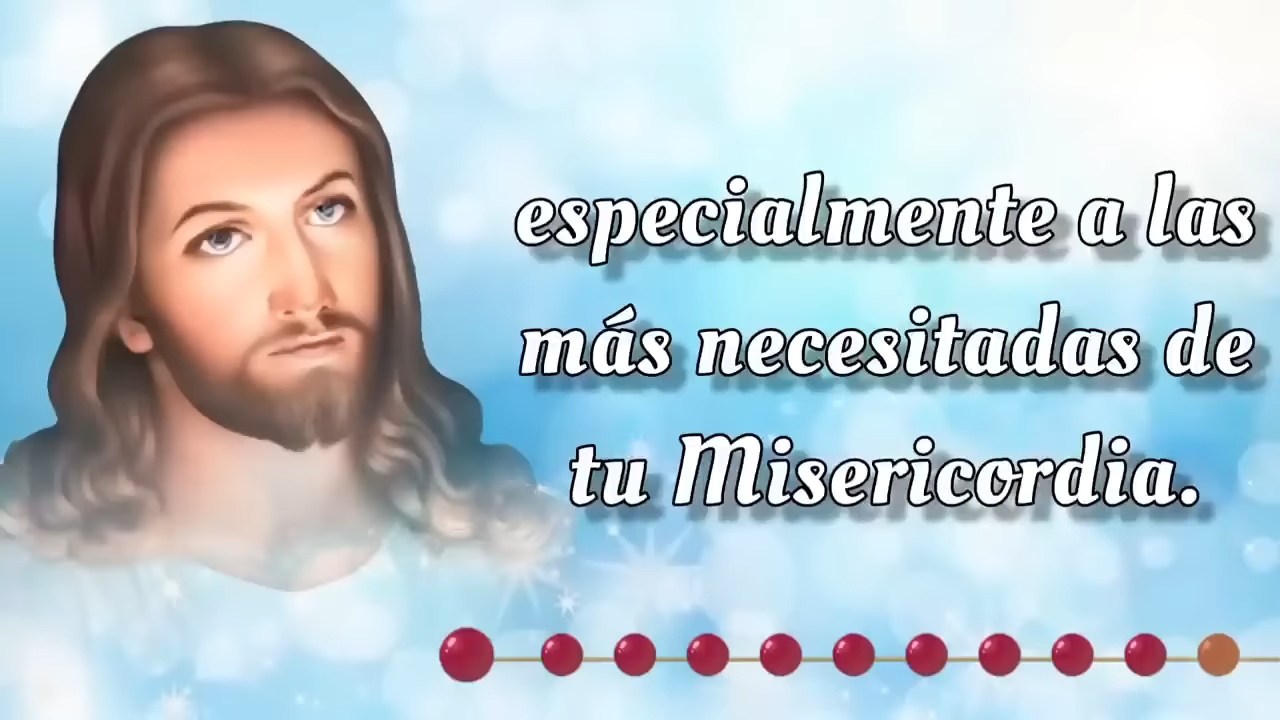 especialmente a las
más necesitadas de
tu Misericordia.